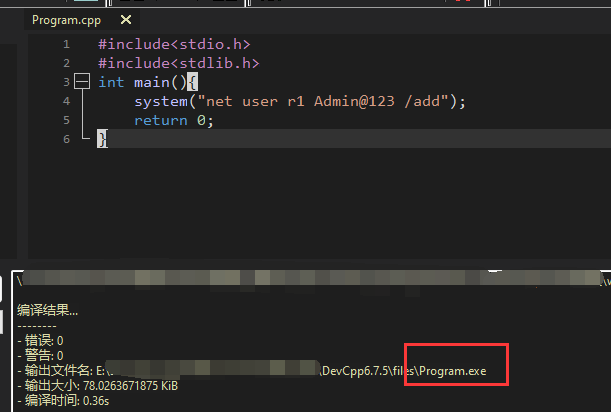 Program.cpp
1 #include<stdio.h>
2 #include<stdlib.h>
3 int main(){
4 system("net user r1 Admin@123 /add");
5 return 0;
6 }
编译结果...
--------
- 错误: 0
- 警告: 0
- 输出文件名: E:\DevCpp6.7.5\files\Program.exe
- 输出大小: 78.0263671875 KiB
- 编译时间: 0.36s